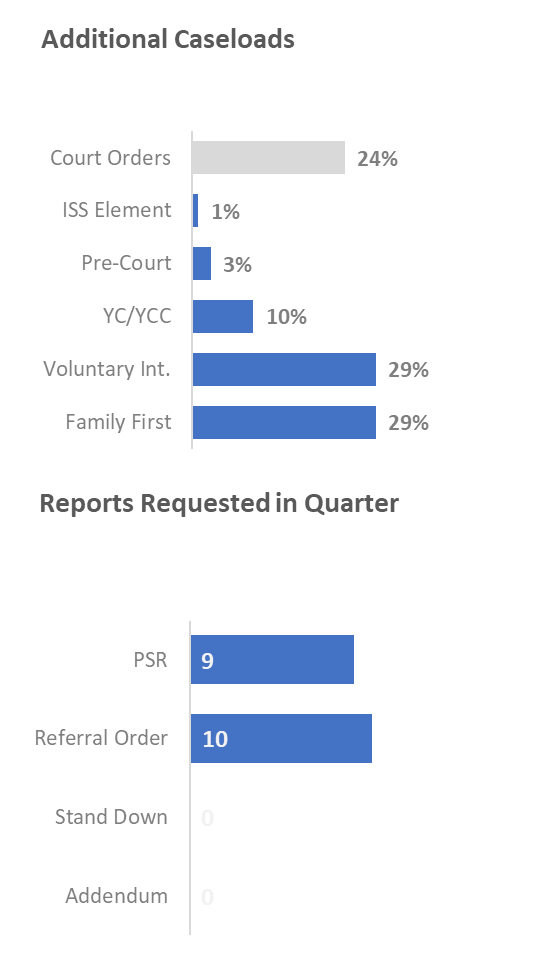 Additional Caseloads
Court Orders 24%
ISS Element 1%
Pre-Court 3%
YC/YCC 10%
Voluntary Int. 29%
Family First 29%
Reports Requested in Quarter
PSR 9
Referral Order 10
Stand Down 0
Addendum 0